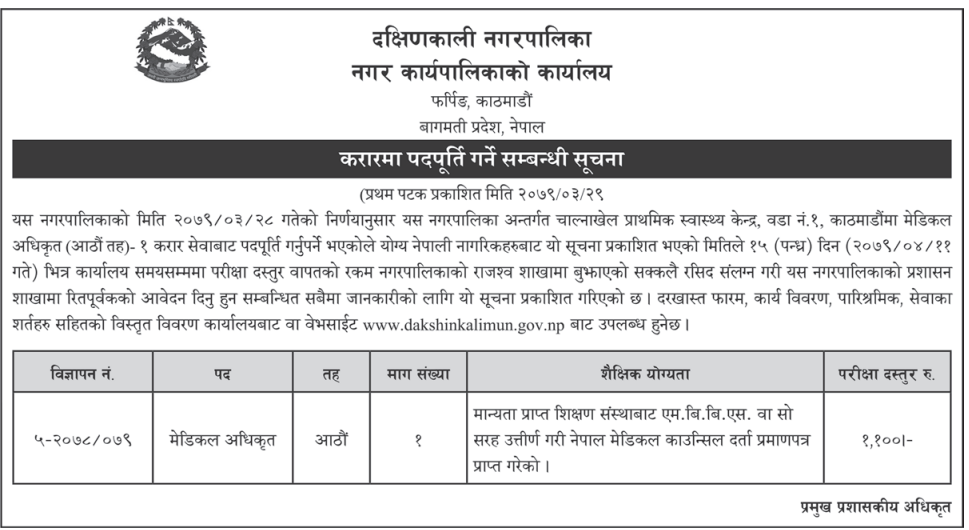 दक्षिणकाली नगरपालिका
नगर कार्यपालिकाको कार्यालय
फर्पिङ, काठमाडौं
बागमती प्रदेश, नेपाल
करारमा पदपूर्ति गर्ने सम्बन्धी सूचना
(प्रथम पटक प्रकाशित मिति २०७९/०३/२९
यस नगरपालिकाको मिति २०७९/०३/२८ गतेको निर्णयानुसार यस नगरपालिका अन्तर्गत चाल्नाखेल प्राथमिक स्वास्थ्य केन्द्र, वडा नं.१, काठमाडौंमा मेडिकल
अधिकृत (आठौं तह)- १ करार सेवाबाट पदपूर्ति गर्नुपर्ने भएकोले योग्य नेपाली नागरिकहरुबाट यो सूचना प्रकाशित भएको मितिले १५ (पन्ध्र) दिन (२०७९/०४/११
गते) भित्र कार्यालय समयसम्ममा परीक्षा दस्तुर वापतको रकम नगरपालिकाको राजश्व शाखामा बुझाएको सक्कलै रसिद संलग्न गरी यस नगरपालिकाको प्रशासन
शाखामा रितपूर्वकको आवेदन दिनु हुन सम्बन्धित सबैमा जानकारीको लागि यो सूचना प्रकाशित गरिएको छ । दरखास्त फारम, कार्य विवरण, पारिश्रमिक, सेवाका
शर्तहरु सहितको विस्तृत विवरण कार्यालयबाट वा वेभसाईट www.dakshinkalimun.gov.np बाट उपलब्ध हुनेछ ।
विज्ञापन नं. पद तह माग संख्या शैक्षिक योग्यता परीक्षा दस्तुर रु.
५-२०७८/०७९ मेडिकल अधिकृत आठौं १ मान्यता प्राप्त शिक्षण संस्थाबाट एम.बि.बि.एस. वा सो
सरह उत्तीर्ण गरी नेपाल मेडिकल काउन्सिल दर्ता प्रमाणपत्र
प्राप्त गरेको । १,१००।-
प्रमुख प्रशासकीय अधिकृत